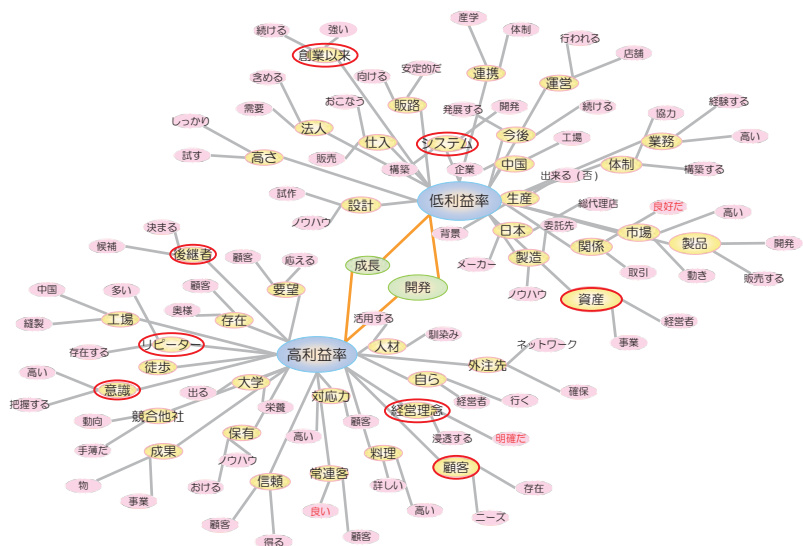 産学
続ける
強い
体制
行われる
創業以来
店舗
安定的だ
向ける
連携
運営
含める
おこなう
販路
発展する
開発
続ける
需要
協力
経験する
しっかり
法人
仕入
今後
システム
工場
業務
高い
試す
高さ
販売
構築
企業
中国
体制
構築する
出来る (否)
試作
設計
低利益率
生産
総代理店
良好だ
ノウハウ
高い
決まる
背景
日本
委託先
市場
製品
開発
候補
後継者
顧客
応える
成長
メーカー
製造
関係
取引
動き
販売する
開発
中国
多い
顧客
要望
ノウハウ
資産
縫製
工場
奥様
存在
活用する
経営者
馴染み
事業
存在する
リピーター
高利益率
人材
ネットワーク
徒歩
外注先
高い
意識
出る
大学
対応力
自ら
確保
把握する
動向
競合他社
栄養
顧客
経営理念
経営者
行く
手薄だ
保有
高い
浸透する
明確だ
成果
ノウハウ
料理
物
信頼
常連客
顧客
おける
詳しい
存在
事業
良い
高い
顧客
ニーズ
得る
顧客